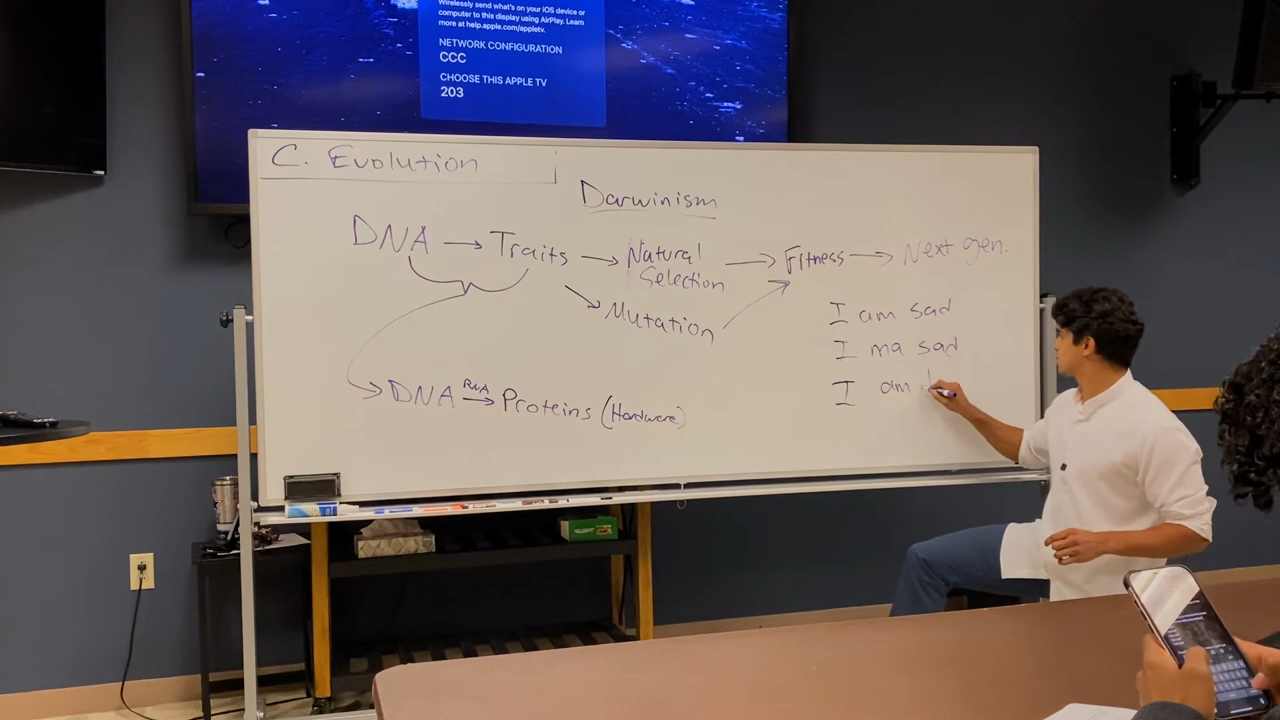 Wirelessly send what's on your iOS device or
computer to this display using AirPlay. Learn
more at help.apple.com/appletv.
NETWORK CONFIGURATION
CCC
CHOOSE THIS APPLE TV
203
C. Evolution
Darwinism
DNA → Traits → Natural Selection → Fitness → Next gen.
Mutation
I am sad
I ma sad
I am
DNA RNA → Proteins (Hardware)